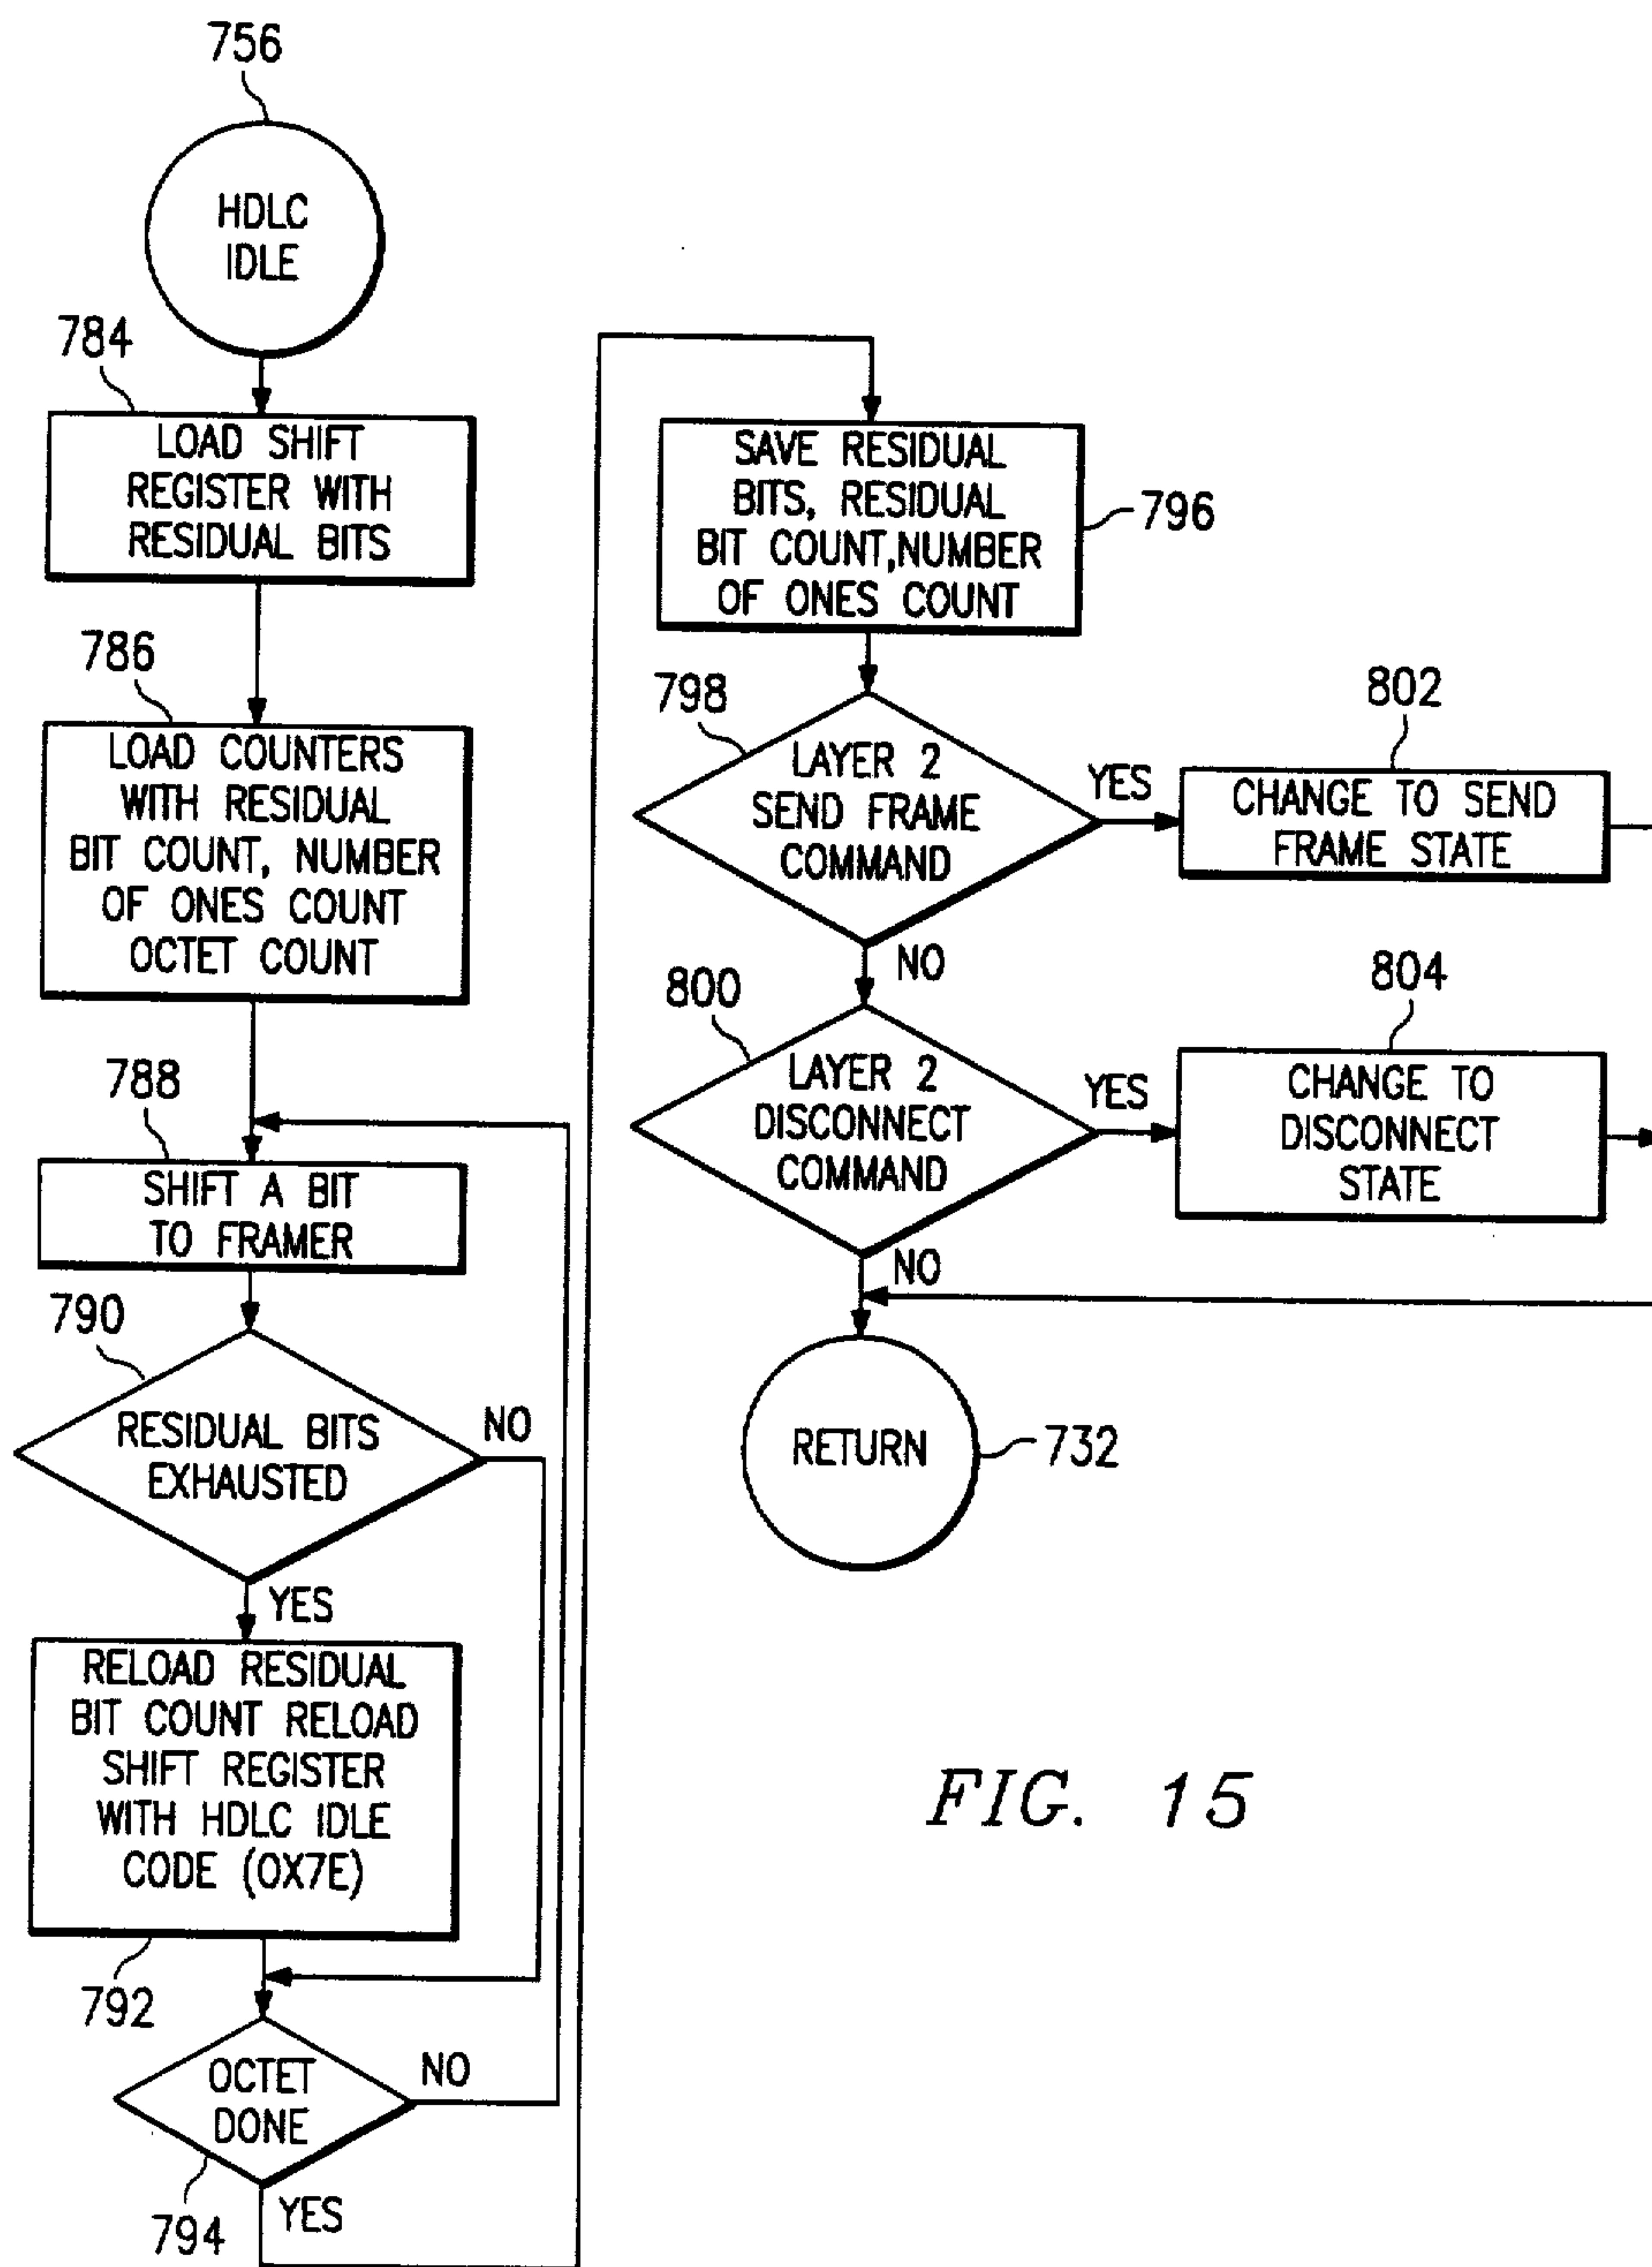 756
HDLC
IDLE
784
LOAD SHIFT
REGISTER WITH
RESIDUAL BITS
786
LOAD COUNTERS
WITH RESIDUAL
BIT COUNT, NUMBER
OF ONES COUNT
OCTET COUNT
788
SHIFT A BIT
TO FRAMER
790
RESIDUAL BITS
EXHAUSTED
NO
YES
RELOAD RESIDUAL
BIT COUNT RELOAD
SHIFT REGISTER
WITH HDLC IDLE
CODE (0X7E)
792
OCTET
DONE
NO
794
YES
SAVE RESIDUAL
BITS, RESIDUAL
BIT COUNT,NUMBER
OF ONES COUNT
796
798
LAYER 2
SEND FRAME
COMMAND
YES
802
CHANGE TO SEND
FRAME STATE
NO
800
LAYER 2
DISCONNECT
COMMAND
YES
804
CHANGE TO
DISCONNECT
STATE
NO
RETURN
732
FIG. 15